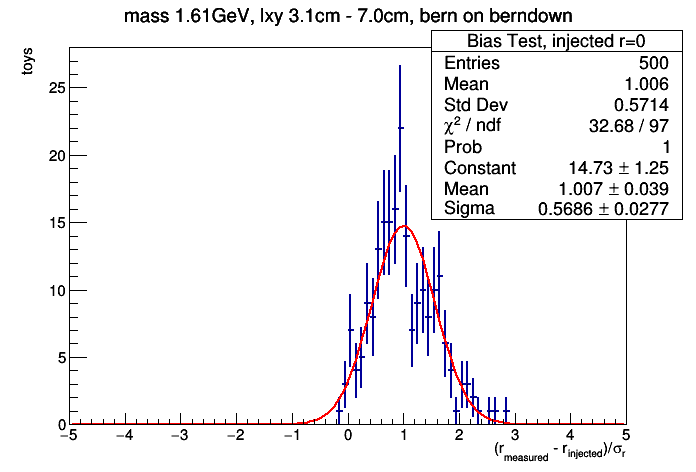 mass 1.61GeV, lxy 3.1cm - 7.0cm, bern on berndown
toys
Bias Test, injected r=0
Entries 500
Mean 1.006
Std Dev 0.5714
χ² / ndf 32.68 / 97
Prob 1
Constant 14.73 ± 1.25
Mean 1.007 ± 0.039
Sigma 0.5686 ± 0.0277
25
20
15
10
5
0
−5 −4 −3 −2 −1 0 1 2 3 4 5
(r_measured - r_injected)/σ_r